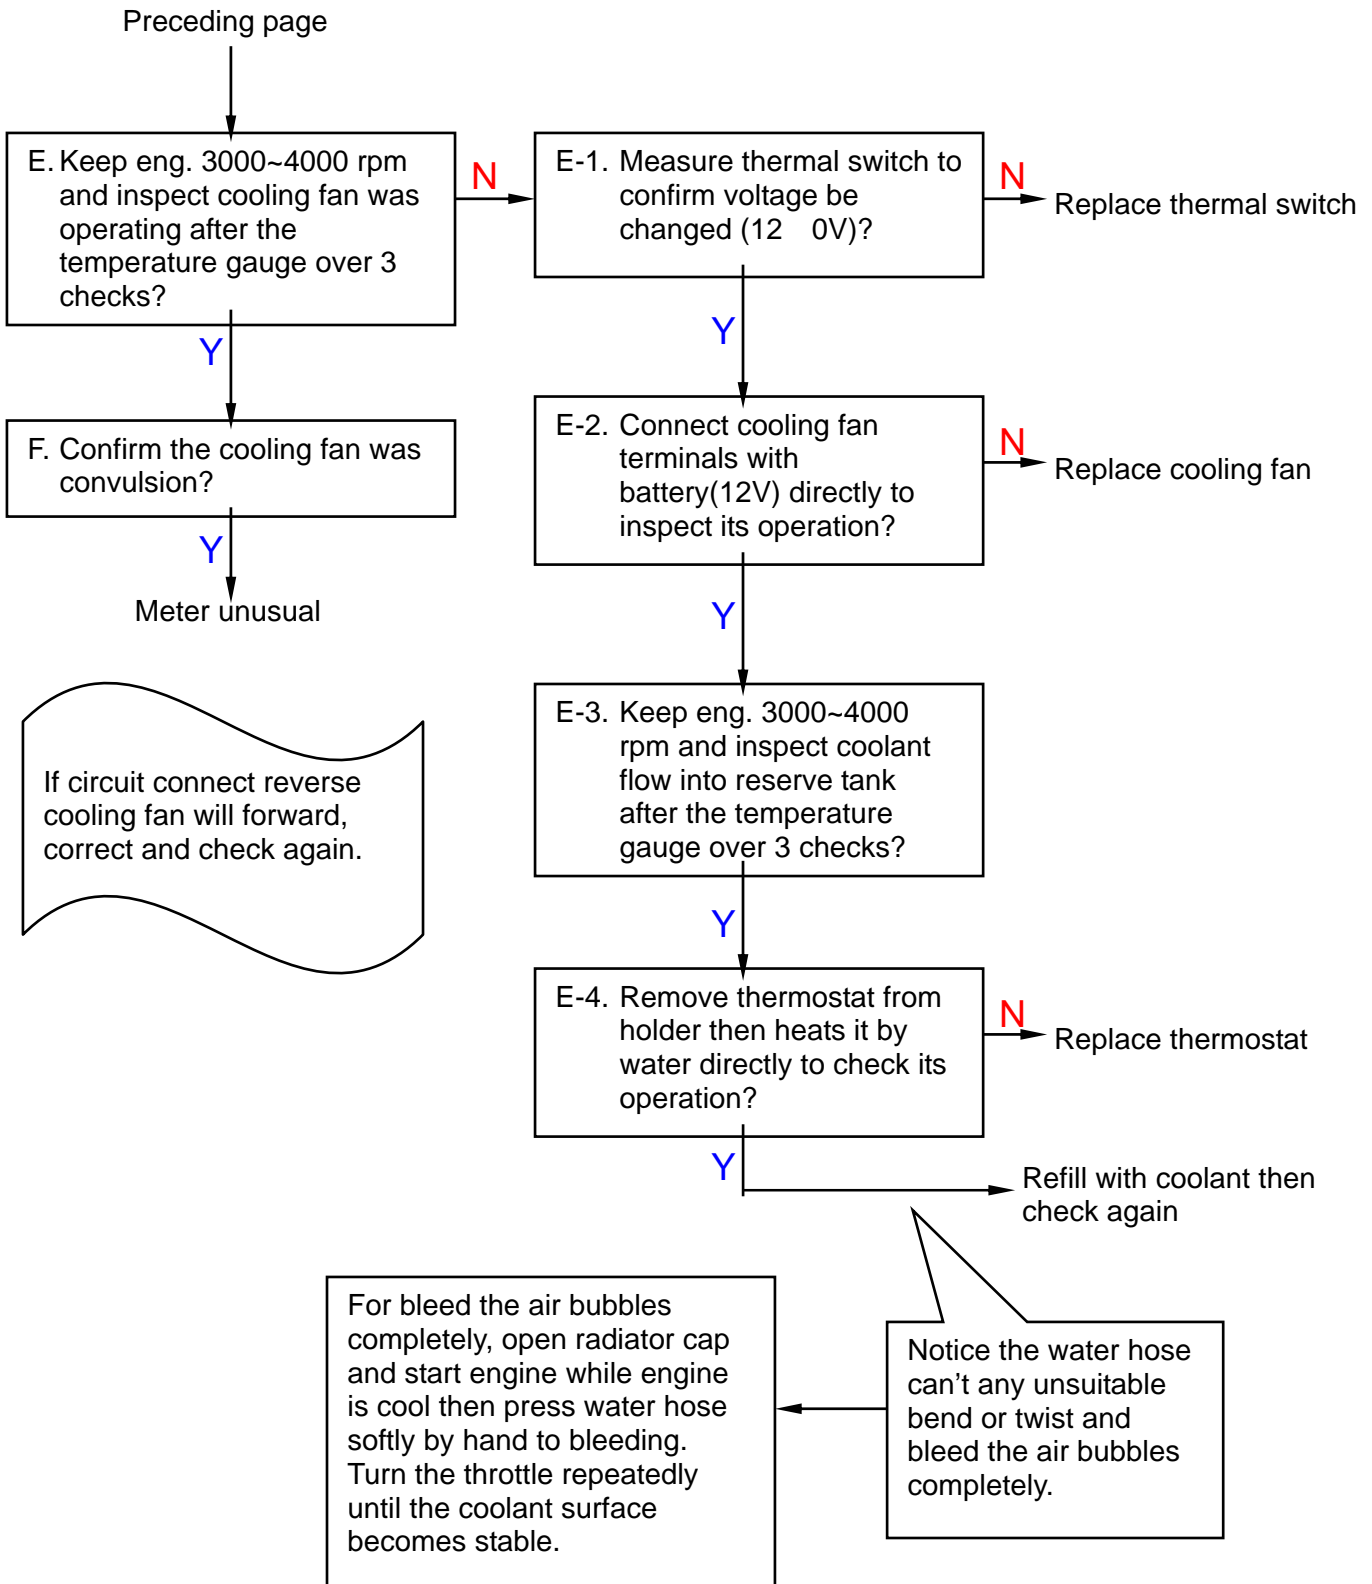 Preceding page
E. Keep eng. 3000~4000 rpm
and inspect cooling fan was
operating after the
temperature gauge over 3
checks?
N
E-1. Measure thermal switch to
confirm voltage be
changed (12   0V)?
N
Replace thermal switch
Y
Y
F. Confirm the cooling fan was
convulsion?
E-2. Connect cooling fan
terminals with
battery(12V) directly to
inspect its operation?
N
Replace cooling fan
Y
Meter unusual
Y
If circuit connect reverse
cooling fan will forward,
correct and check again.
E-3. Keep eng. 3000~4000
rpm and inspect coolant
flow into reserve tank
after the temperature
gauge over 3 checks?
Y
E-4. Remove thermostat from
holder then heats it by
water directly to check its
operation?
N
Replace thermostat
Y
Refill with coolant then
check again
For bleed the air bubbles
completely, open radiator cap
and start engine while engine
is cool then press water hose
softly by hand to bleeding.
Turn the throttle repeatedly
until the coolant surface
becomes stable.
Notice the water hose
can’t any unsuitable
bend or twist and
bleed the air bubbles
completely.